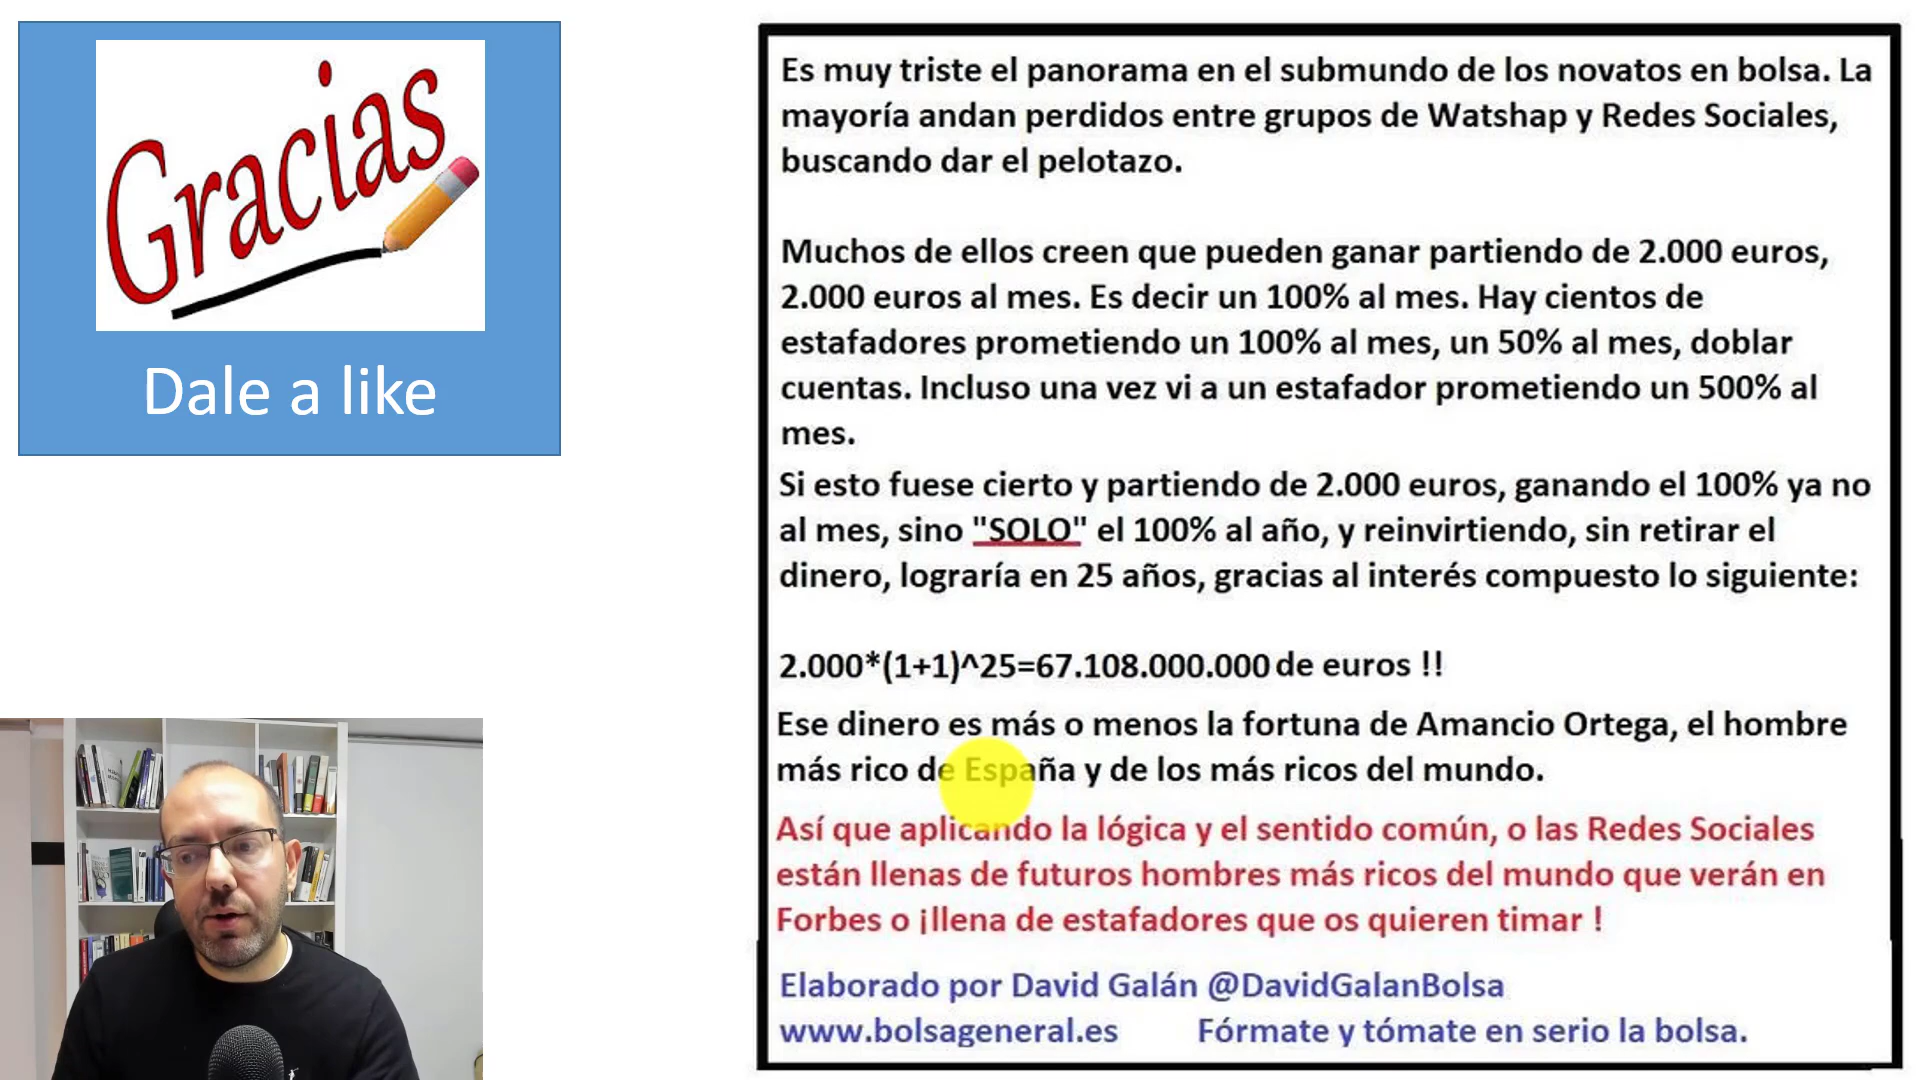 Gracias
Dale a like
Es muy triste el panorama en el submundo de los novatos en bolsa. La
mayoría andan perdidos entre grupos de Watshap y Redes Sociales,
buscando dar el pelotazo.
Muchos de ellos creen que pueden ganar partiendo de 2.000 euros,
2.000 euros al mes. Es decir un 100% al mes. Hay cientos de
estafadores prometiendo un 100% al mes, un 50% al mes, doblar
cuentas. Incluso una vez vi a un estafador prometiendo un 500% al
mes.
Si esto fuese cierto y partiendo de 2.000 euros, ganando el 100% ya no
al mes, sino "SOLO" el 100% al año, y reinvirtiendo, sin retirar el
dinero, lograría en 25 años, gracias al interés compuesto lo siguiente:
2.000*(1+1)^25=67.108.000.000 de euros !!
Ese dinero es más o menos la fortuna de Amancio Ortega, el hombre
más rico de España y de los más ricos del mundo.
Así que aplicando la lógica y el sentido común, o las Redes Sociales
están llenas de futuros hombres más ricos del mundo que verán en
Forbes o ¡llena de estafadores que os quieren timar !
Elaborado por David Galán @DavidGalanBolsa
www.bolsageneral.es Fórmate y tómate en serio la bolsa.